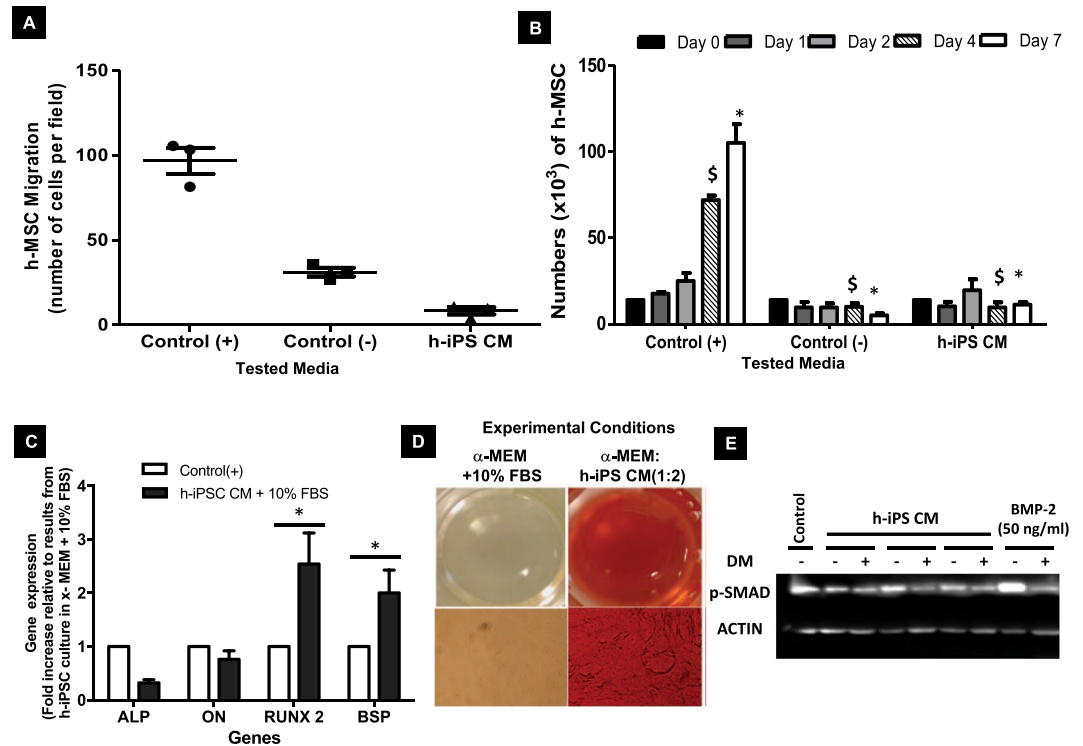 A
h-MSC Migration
(number of cells per field)
150
100
50
0
Control (+)
Control (-)
h-iPS CM
Tested Media
B
Day 0
Day 1
Day 2
Day 4
Day 7
Numbers (x10³) of h-MSC
150
100
50
0
$
*
$
*
$
*
Control (+)
Control (-)
h-iPS CM
Tested Media
C
Control(+)
h-iPSC CM + 10% FBS
Gene expression
(Fold increase relative to results from
h-iPSC culture in x- MEM + 10% FBS)
4
3
2
1
0
*
*
ALP
ON
RUNX 2
BSP
Genes
D
Experimental Conditions
α-MEM
+10% FBS
α-MEM:
h-iPS CM(1:2)
E
Control
h-iPS CM
BMP-2
(50 ng/ml)
DM - - + - + - + - +
p-SMAD
ACTIN